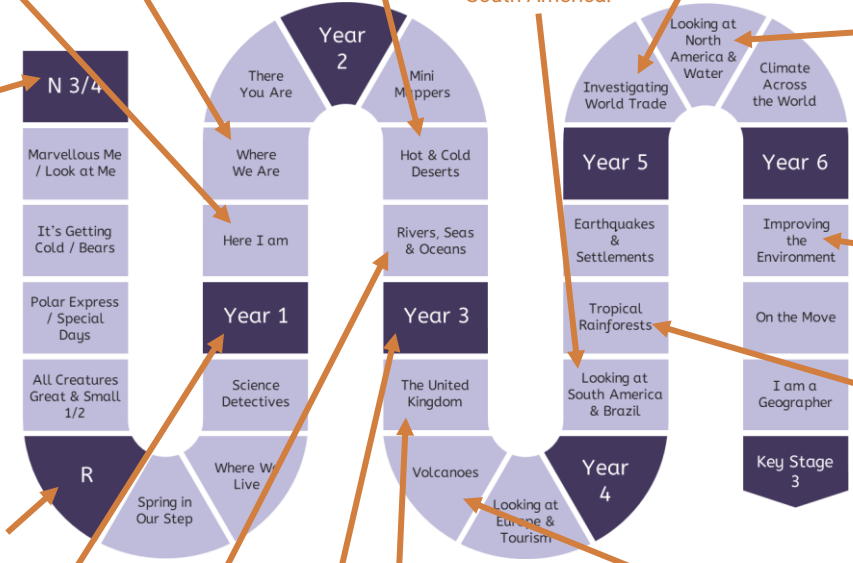 South America.
N 3/4
Marvellous Me
/ Look at Me
It's Getting
Cold / Bears
Polar Express
/ Special
Days
All Creatures
Great & Small
1/2
R
Spring in
Our Step
Where We
Live
Science
Detectives
Year 1
Here I am
Where
We Are
There
You Are
Year
2
Mini
Mappers
Hot & Cold
Deserts
Rivers, Seas
& Oceans
Year 3
The United
Kingdom
Volcanoes
Looking at
Europe &
Tourism
Year
4
Looking at
South America
& Brazil
Tropical
Rainforests
Earthquakes
&
Settlements
Year 5
Investigating
World Trade
Looking at
North
America &
Water
Climate
Across
the World
Year 6
Improving
the
Environment
On the Move
I am a
Geographer
Key Stage
3